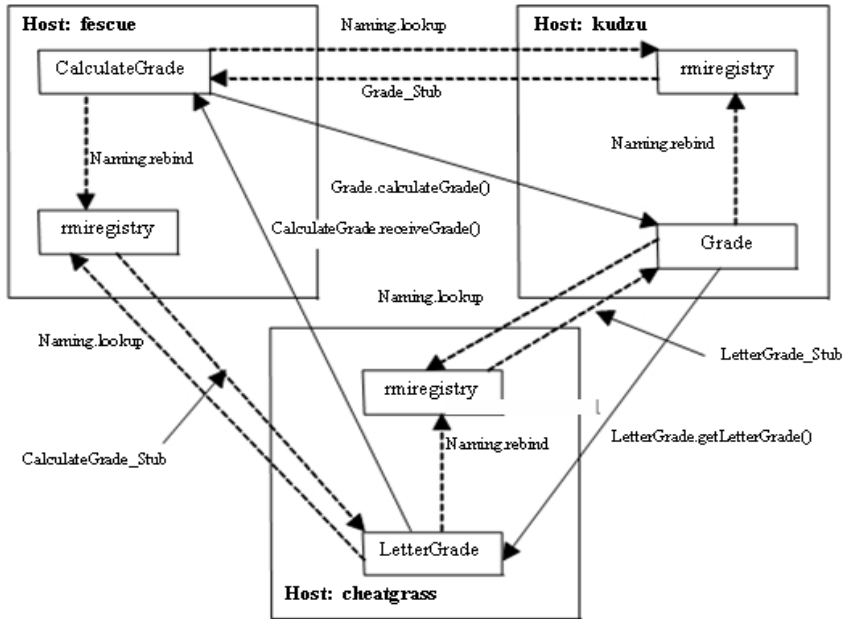 Host: fescue
Naming.lookup
Host: kudzu
CalculateGrade
rmiregistry
Grade_Stub
Naming.rebind
Naming.rebind
Grade.calculateGrade()
rmiregistry
CalculateGrade.receiveGrade()
Grade
Naming.lookup
Naming.lookup
LetterGrade_Stub
rmiregistry
LetterGrade.getLetterGrade()
Naming.rebind
CalculateGrade_Stub
LetterGrade
Host: cheatgrass